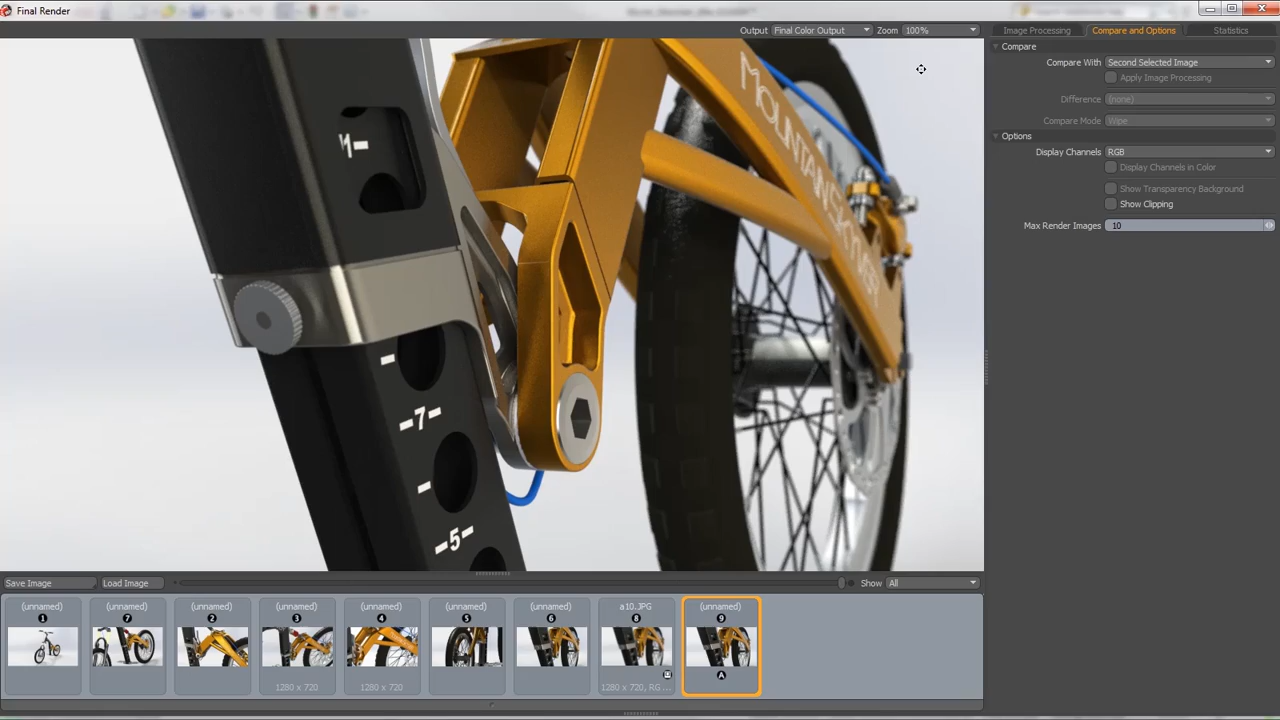 Final Render
Output Final Color Output Zoom 100%
Image Processing Compare and Options Statistics
Compare
Compare With Second Selected Image
Apply Image Processing
Difference (none)
Compare Mode Wipe
Options
Display Channels RGB
Display Channels in Color
Show Transparency Background
Show Clipping
Max Render Images 10
7
5
Save Image Load Image Show All
(unnamed) (unnamed) (unnamed) (unnamed) (unnamed) (unnamed) (unnamed) a10.JPG (unnamed)
1 7 2 3 4 5 6 8 9
A
1280 x 720 1280 x 720 1280 x 720, RG ...